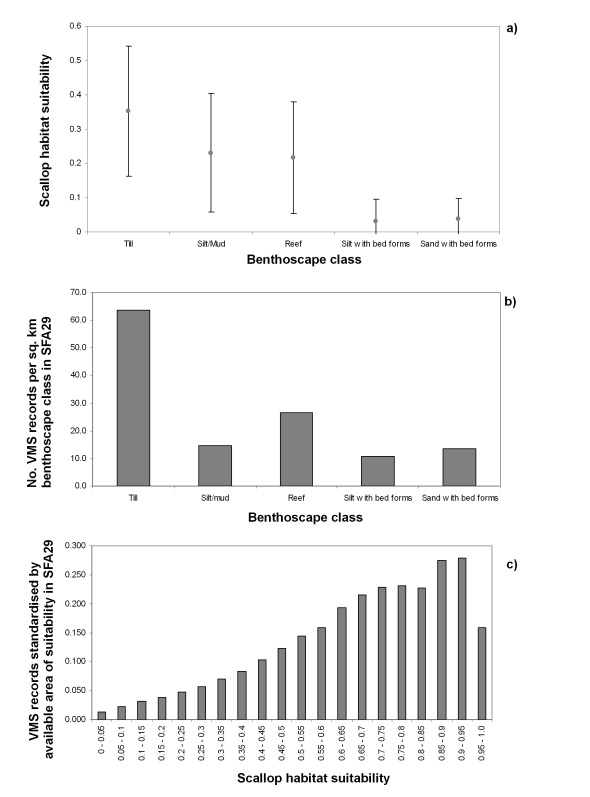 a)
Scallop habitat suitability
0.6
0.5
0.4
0.3
0.2
0.1
0
Till Silt/Mud Reef Silt with bed forms Sand with bed forms
Benthoscape class
b)
No. VMS records per sq. km
benthoscape class in SFA29
70.0
60.0
50.0
40.0
30.0
20.0
10.0
0.0
Till Silt/mud Reef Silt with bed forms Sand with bed forms
Benthoscape class
c)
VMS records standardised by
available area of suitability in SFA29
0.300
0.250
0.200
0.150
0.100
0.050
0.000
0 - 0.05
0.05 - 0.1
0.1 - 0.15
0.15 - 0.2
0.2 - 0.25
0.25 - 0.3
0.3 - 0.35
0.35 - 0.4
0.4 - 0.45
0.45 - 0.5
0.5 - 0.55
0.55 - 0.6
0.6 - 0.65
0.65 - 0.7
0.7 - 0.75
0.75 - 0.8
0.8 - 0.85
0.85 - 0.9
0.9 - 0.95
0.95 - 1.0
Scallop habitat suitability